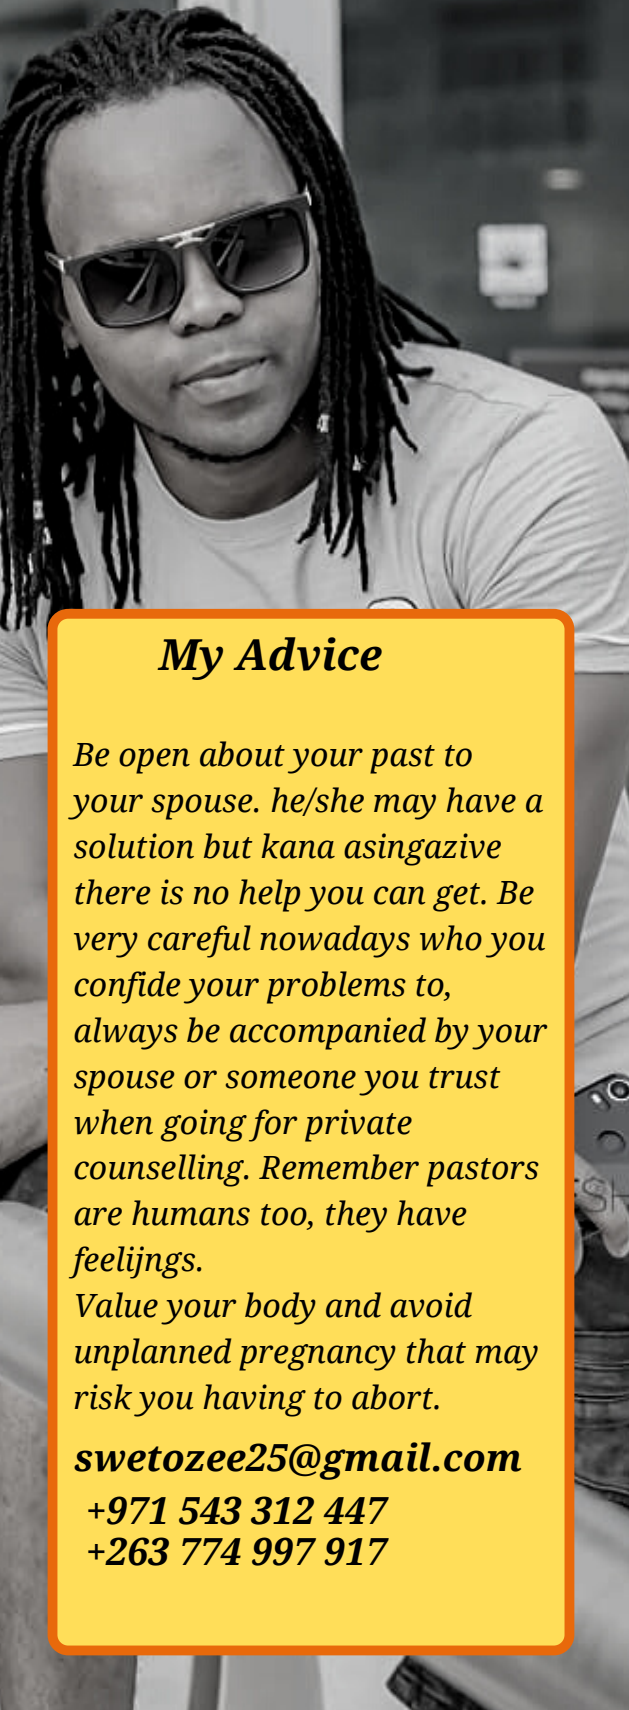 My Advice
Be open about your past to
your spouse. he/she may have a
solution but kana asingazive
there is no help you can get. Be
very careful nowadays who you
confide your problems to,
always be accompanied by your
spouse or someone you trust
when going for private
counselling. Remember pastors
are humans too, they have
feelijngs.
Value your body and avoid
unplanned pregnancy that may
risk you having to abort.
swetozee25@gmail.com
+971 543 312 447
+263 774 997 917